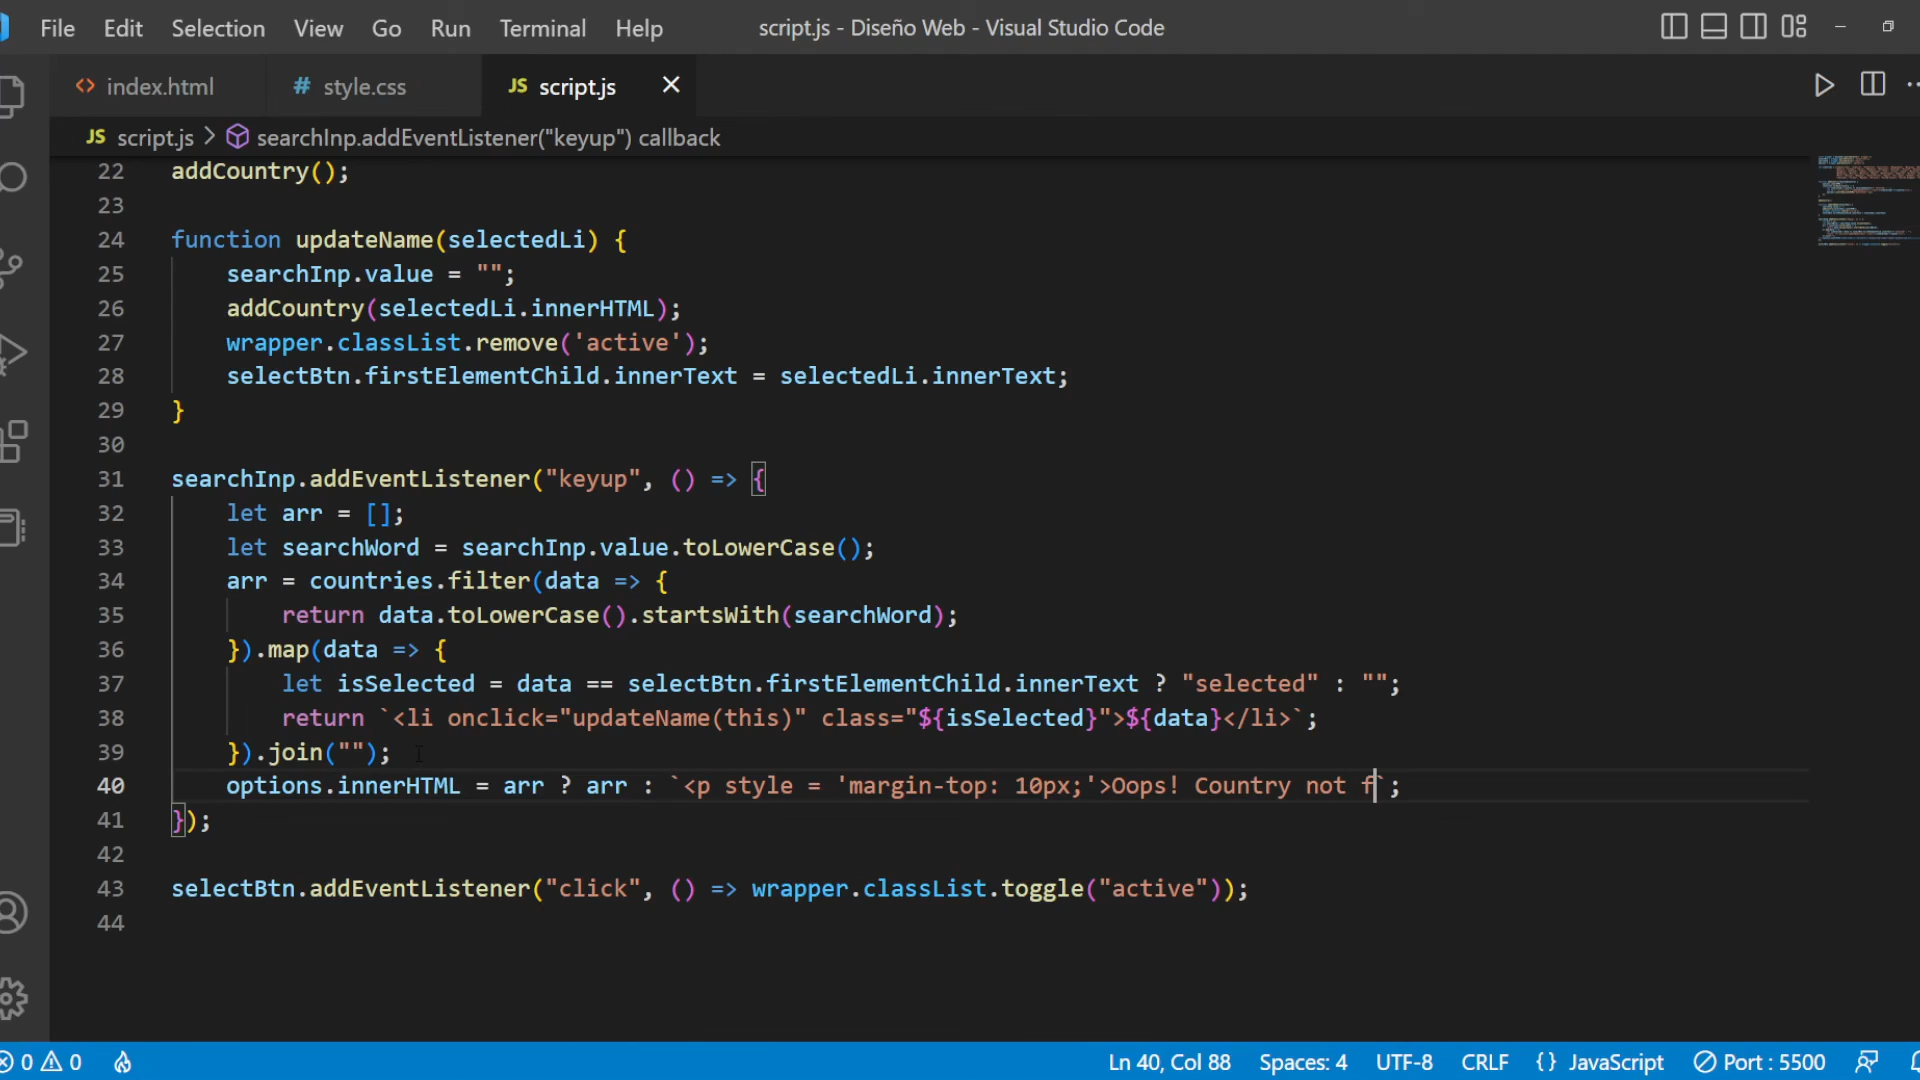 File Edit Selection View Go Run Terminal Help script.js - Diseño Web - Visual Studio Code
<> index.html # style.css JS script.js ×
JS script.js > searchInp.addEventListener("keyup") callback
22 addCountry();
23
24 function updateName(selectedLi) {
25 searchInp.value = "";
26 addCountry(selectedLi.innerHTML);
27 wrapper.classList.remove('active');
28 selectBtn.firstElementChild.innerText = selectedLi.innerText;
29 }
30
31 searchInp.addEventListener("keyup", () => {
32 let arr = [];
33 let searchWord = searchInp.value.toLowerCase();
34 arr = countries.filter(data => {
35 return data.toLowerCase().startsWith(searchWord);
36 }).map(data => {
37 let isSelected = data == selectBtn.firstElementChild.innerText ? "selected" : "";
38 return `<li onclick="updateName(this)" class="${isSelected}">${data}</li>`;
39 }).join("");
40 options.innerHTML = arr ? arr : `<p style = 'margin-top: 10px;'>Oops! Country not f`;
41 });
42
43 selectBtn.addEventListener("click", () => wrapper.classList.toggle("active"));
44
0 0 Ln 40, Col 88 Spaces: 4 UTF-8 CRLF {} JavaScript Port : 5500